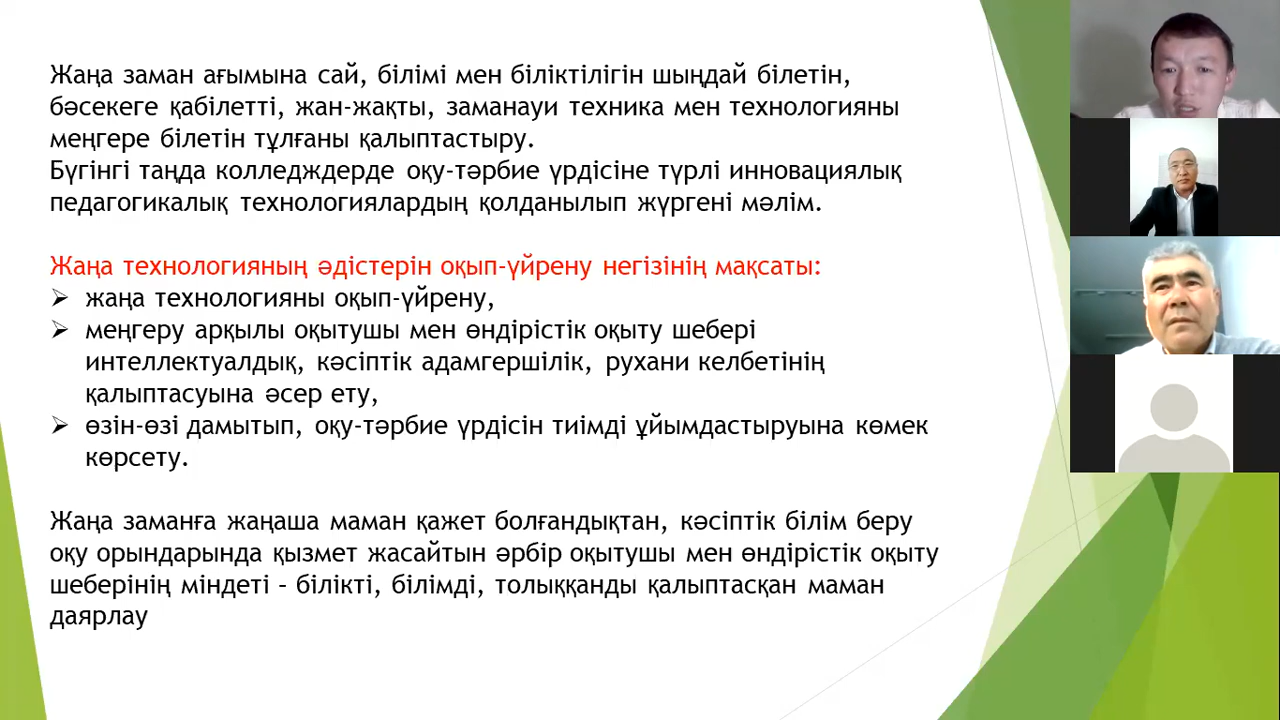 Жаңа заман ағымына сай, білімі мен біліктілігін шыңдай білетін,
бәсекеге қабілетті, жан-жақты, заманауи техника мен технологияны
меңгере білетін тұлғаны қалыптастыру.
Бүгінгі таңда колледждерде оқу-тәрбие үрдісіне түрлі инновациялық
педагогикалық технологиялардың қолданылып жүргені мәлім.
Жаңа технологияның әдістерін оқып-үйрену негізінің мақсаты:
➢ жаңа технологияны оқып-үйрену,
➢ меңгеру арқылы оқытушы мен өндірістік оқыту шебері
интеллектуалдық, кәсіптік адамгершілік, рухани келбетінің
қалыптасуына әсер ету,
➢ өзін-өзі дамытып, оқу-тәрбие үрдісін тиімді ұйымдастыруына көмек
көрсету.
Жаңа заманға жаңаша маман қажет болғандықтан, кәсіптік білім беру
оқу орындарында қызмет жасайтын әрбір оқытушы мен өндірістік оқыту
шеберінің міндеті – білікті, білімді, толыққанды қалыптасқан маман
даярлау